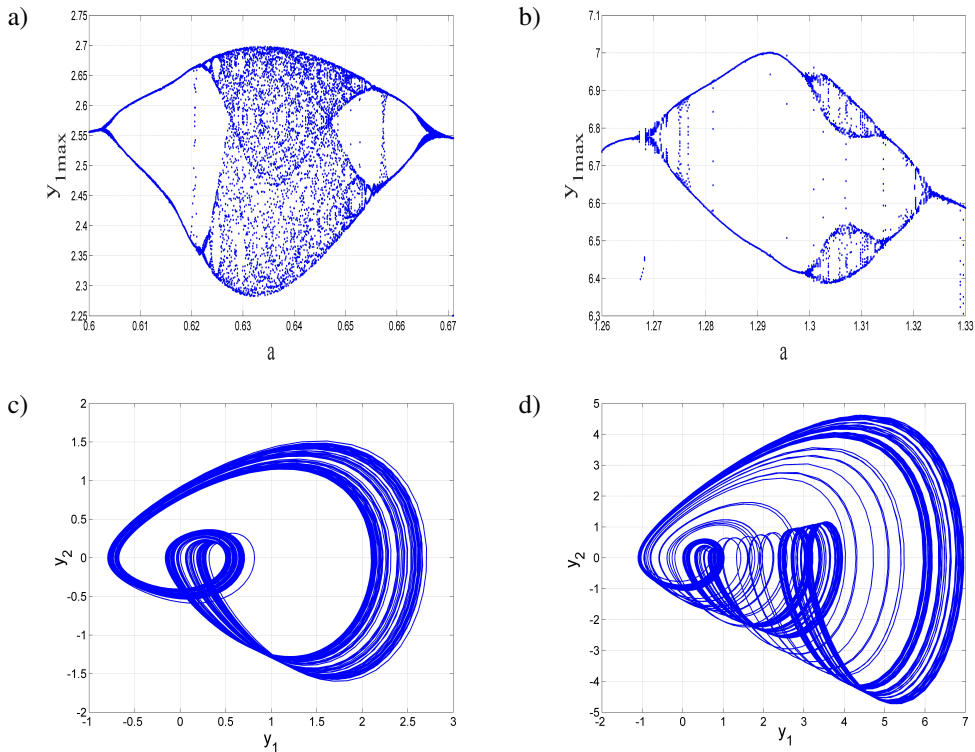 a)
2.75
2.7
2.65
2.6
2.55
2.5
2.45
2.4
2.35
2.3
2.25
y1max
0.6 0.61 0.62 0.63 0.64 0.65 0.66 0.67
a
b)
7.1
7
6.9
6.8
6.7
6.6
6.5
6.4
6.3
y1max
1.26 1.27 1.28 1.29 1.3 1.31 1.32 1.33
a
c)
2
1.5
1
0.5
0
-0.5
-1
-1.5
-2
y2
-1 -0.5 0 0.5 1 1.5 2 2.5 3
y1
d)
5
4
3
2
1
0
-1
-2
-3
-4
-5
y2
-2 -1 0 1 2 3 4 5 6 7
y1